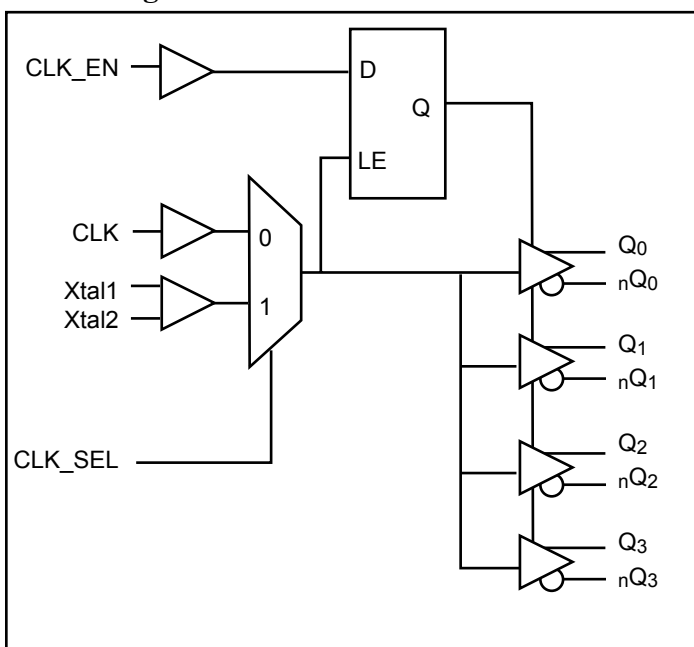 CLK_EN
D
Q
LE
CLK
0
Xtal1
Xtal2
1
CLK_SEL
Q0
nQ0
Q1
nQ1
Q2
nQ2
Q3
nQ3